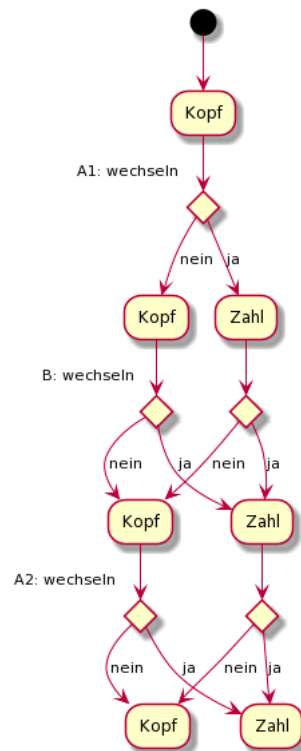 Kopf
A1: wechseln
nein
ja
Kopf
Zahl
B: wechseln
nein
ja
nein
ja
Kopf
Zahl
A2: wechseln
nein
ja
nein
ja
Kopf
Zahl